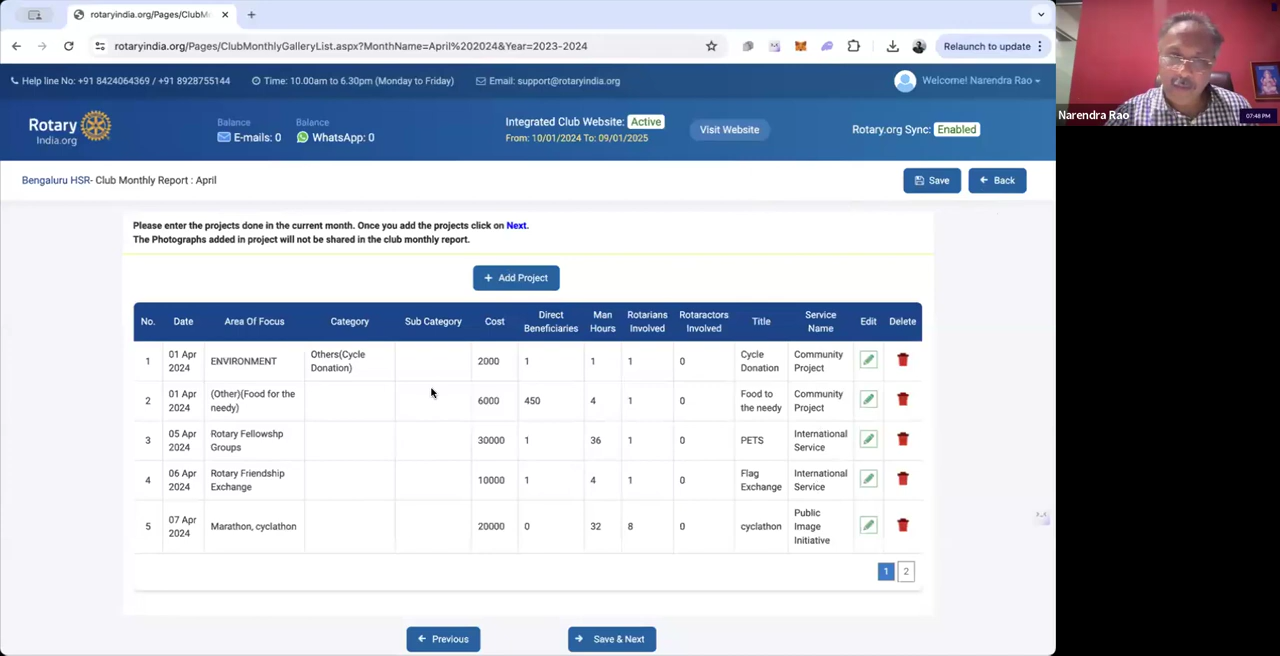 rotaryindia.org/Pages/ClubM
rotaryindia.org/Pages/ClubMonthlyGalleryList.aspx?MonthName=April%202024&Year=2023-2024
Relaunch to update
Help line No: +91 8424064369 / +91 8928755144
Time: 10.00am to 6.30pm (Monday to Friday)
Email: support@rotaryindia.org
Welcome! Narendra Rao
Rotary
India.org
Balance
E-mails: 0
Balance
WhatsApp: 0
Integrated Club Website: Active
From: 10/01/2024 To: 09/01/2025
Visit Website
Rotary.org Sync: Enabled
Bengaluru HSR- Club Monthly Report : April
Save
Back
Please enter the projects done in the current month. Once you add the projects click on Next.
The Photographs added in project will not be shared in the club monthly report.
+ Add Project
No. Date Area Of Focus Category Sub Category Cost Direct Beneficiaries Man Hours Rotarians Involved Rotaractors Involved Title Service Name Edit Delete
1 01 Apr 2024 ENVIRONMENT Others(Cycle Donation) 2000 1 1 1 0 Cycle Donation Community Project
2 01 Apr 2024 (Other)(Food for the needy) 6000 450 4 1 0 Food to the needy Community Project
3 05 Apr 2024 Rotary Fellowshp Groups 30000 1 36 1 0 PETS International Service
4 06 Apr 2024 Rotary Friendship Exchange 10000 1 4 1 0 Flag Exchange International Service
5 07 Apr 2024 Marathon, cyclathon 20000 0 32 8 0 cyclathon Public Image Initiative
1 2
Previous
Save & Next
Narendra Rao
07:48 PM